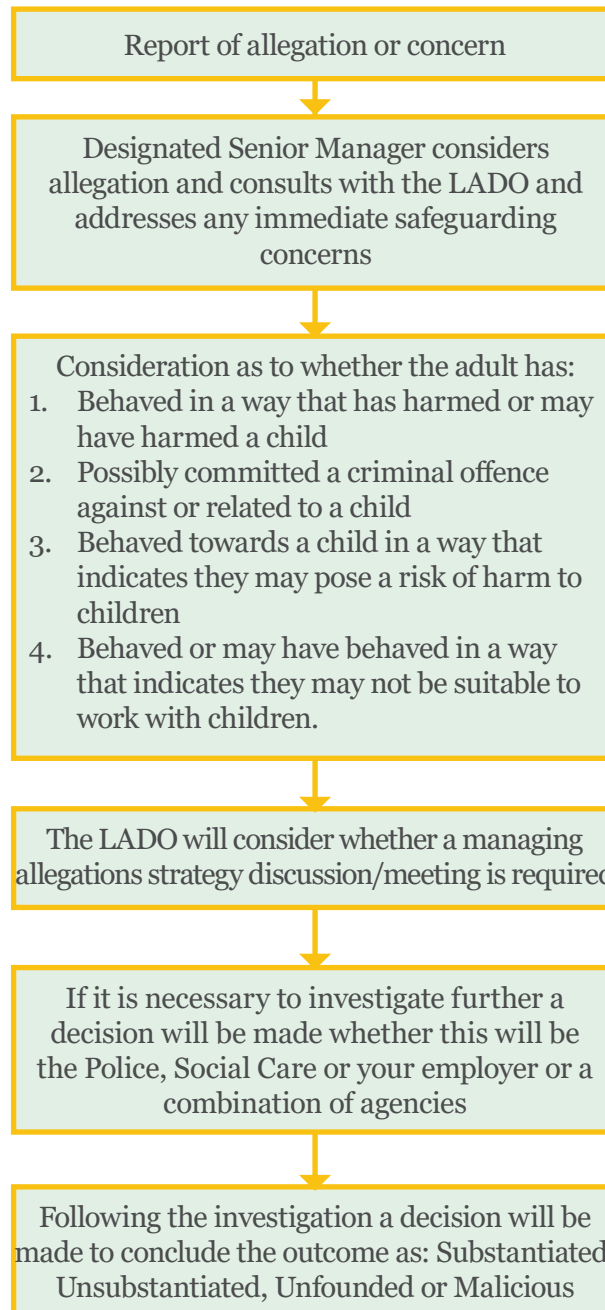 Report of allegation or concern
Designated Senior Manager considers
allegation and consults with the LADO and
addresses any immediate safeguarding
concerns
Consideration as to whether the adult has:
1. Behaved in a way that has harmed or may
have harmed a child
2. Possibly committed a criminal offence
against or related to a child
3. Behaved towards a child in a way that
indicates they may pose a risk of harm to
children
4. Behaved or may have behaved in a way
that indicates they may not be suitable to
work with children.
The LADO will consider whether a managing
allegations strategy discussion/meeting is required
If it is necessary to investigate further a
decision will be made whether this will be
the Police, Social Care or your employer or a
combination of agencies
Following the investigation a decision will be
made to conclude the outcome as: Substantiated
Unsubstantiated, Unfounded or Malicious